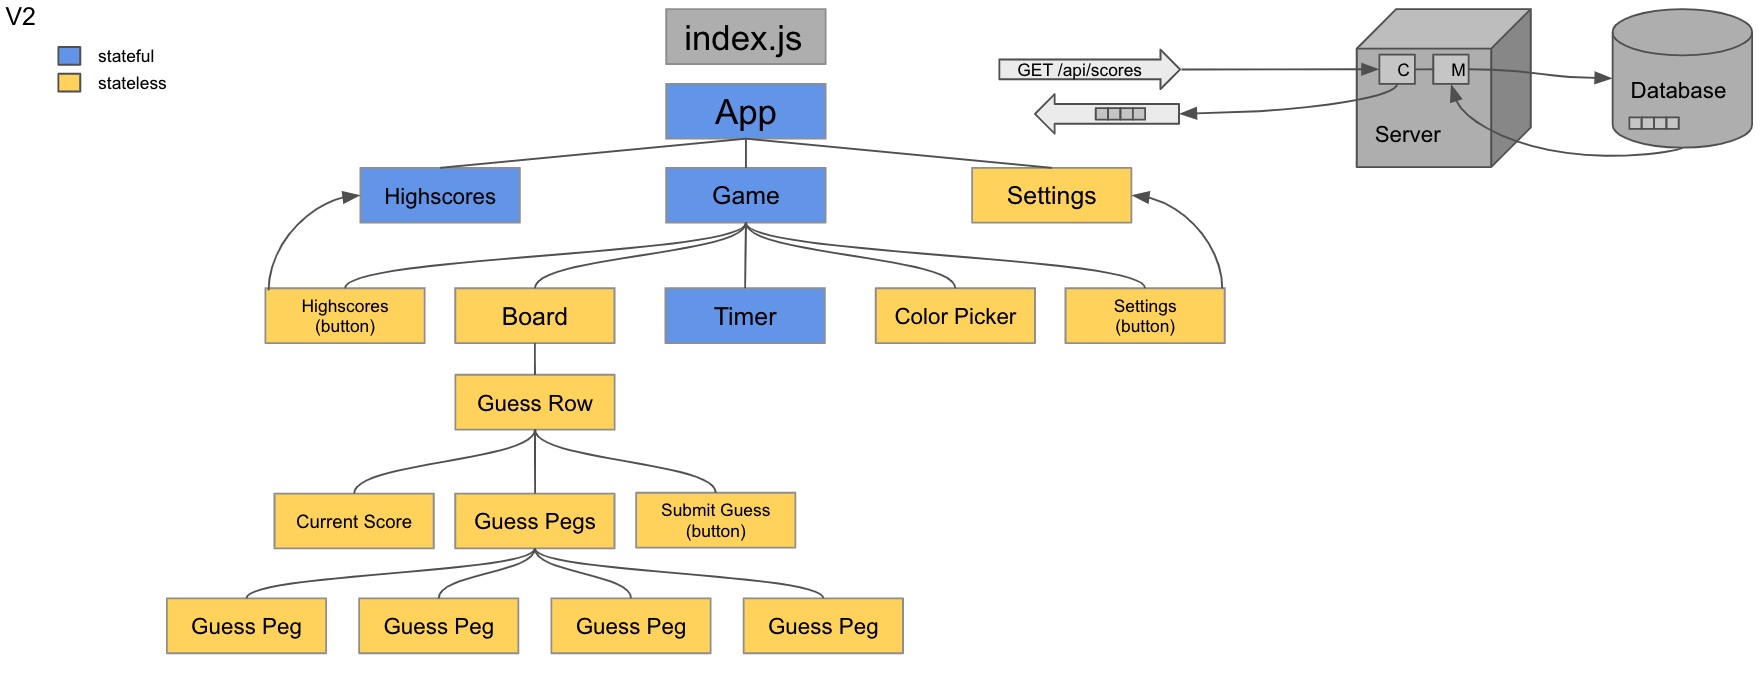 V2
stateful
stateless
index.js
App
Highscores
Game
Settings
Highscores
(button)
Board
Timer
Color Picker
Settings
(button)
Guess Row
Current Score
Guess Pegs
Submit Guess
(button)
Guess Peg
Guess Peg
Guess Peg
Guess Peg
GET /api/scores
C
M
Server
Database